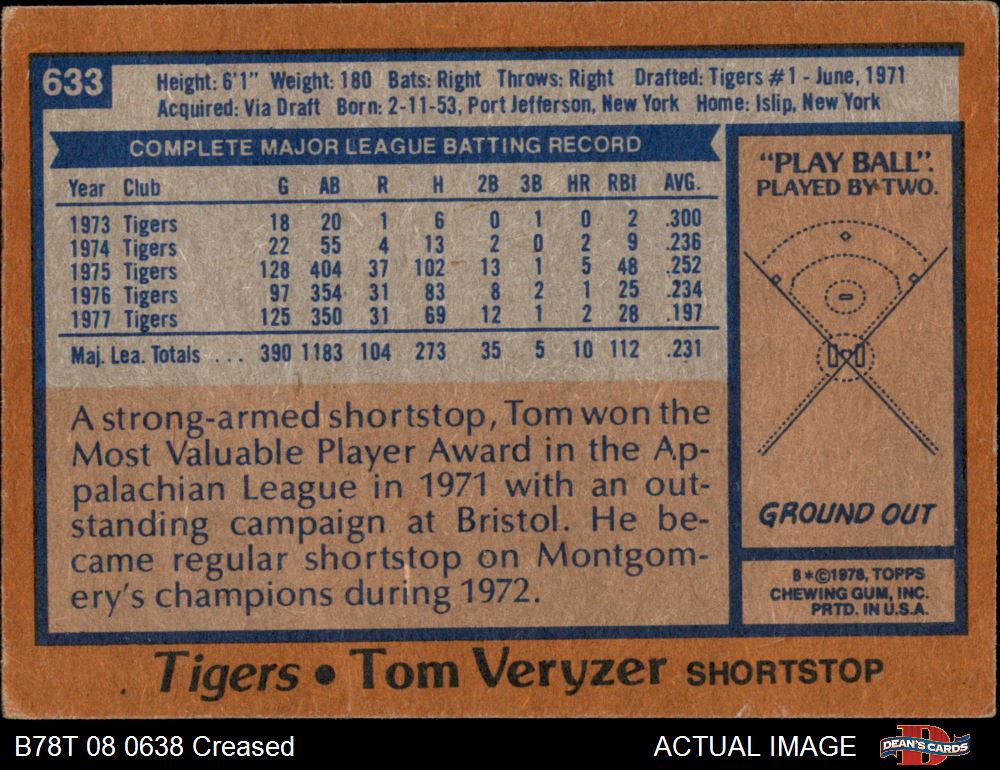 633
Height: 6'1" Weight: 180 Bats: Right Throws: Right Drafted: Tigers #1 - June, 1971
Acquired: Via Draft Born: 2-11-53, Port Jefferson, New York Home: Islip, New York
COMPLETE MAJOR LEAGUE BATTING RECORD
Year Club G AB R H 2B 3B HR RBI AVG.
1973 Tigers 18 20 1 6 0 1 0 2 .300
1974 Tigers 22 55 4 13 2 0 2 9 .236
1975 Tigers 128 404 37 102 13 1 5 48 .252
1976 Tigers 97 354 31 83 8 2 1 25 .234
1977 Tigers 125 350 31 69 12 1 2 28 .197
Maj. Lea. Totals ... 390 1183 104 273 35 5 10 112 .231
A strong-armed shortstop, Tom won the
Most Valuable Player Award in the Ap-
palachian League in 1971 with an out-
standing campaign at Bristol. He be-
came regular shortstop on Montgom-
ery's champions during 1972.
"PLAY BALL".
PLAYED BY TWO.
GROUND OUT
B*©1978, TOPPS
CHEWING GUM, INC.
PRTD. IN U.S.A.
Tigers • Tom Veryzer SHORTSTOP
B78T 08 0638 Creased
ACTUAL IMAGE
D
DEAN'S CARDS